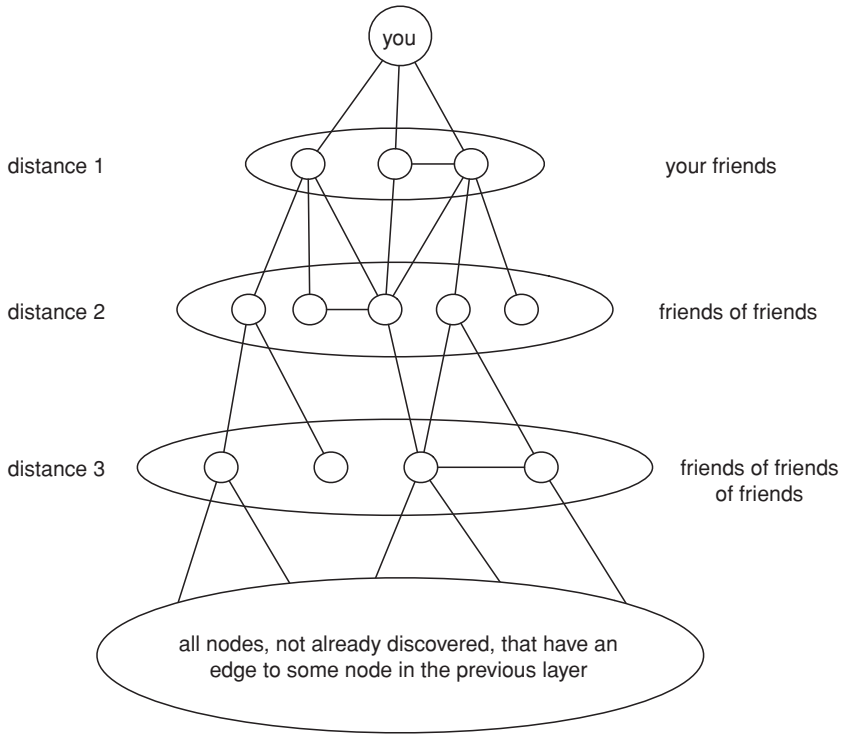 you
distance 1
your friends
distance 2
friends of friends
distance 3
friends of friends
of friends
all nodes, not already discovered, that have an
edge to some node in the previous layer